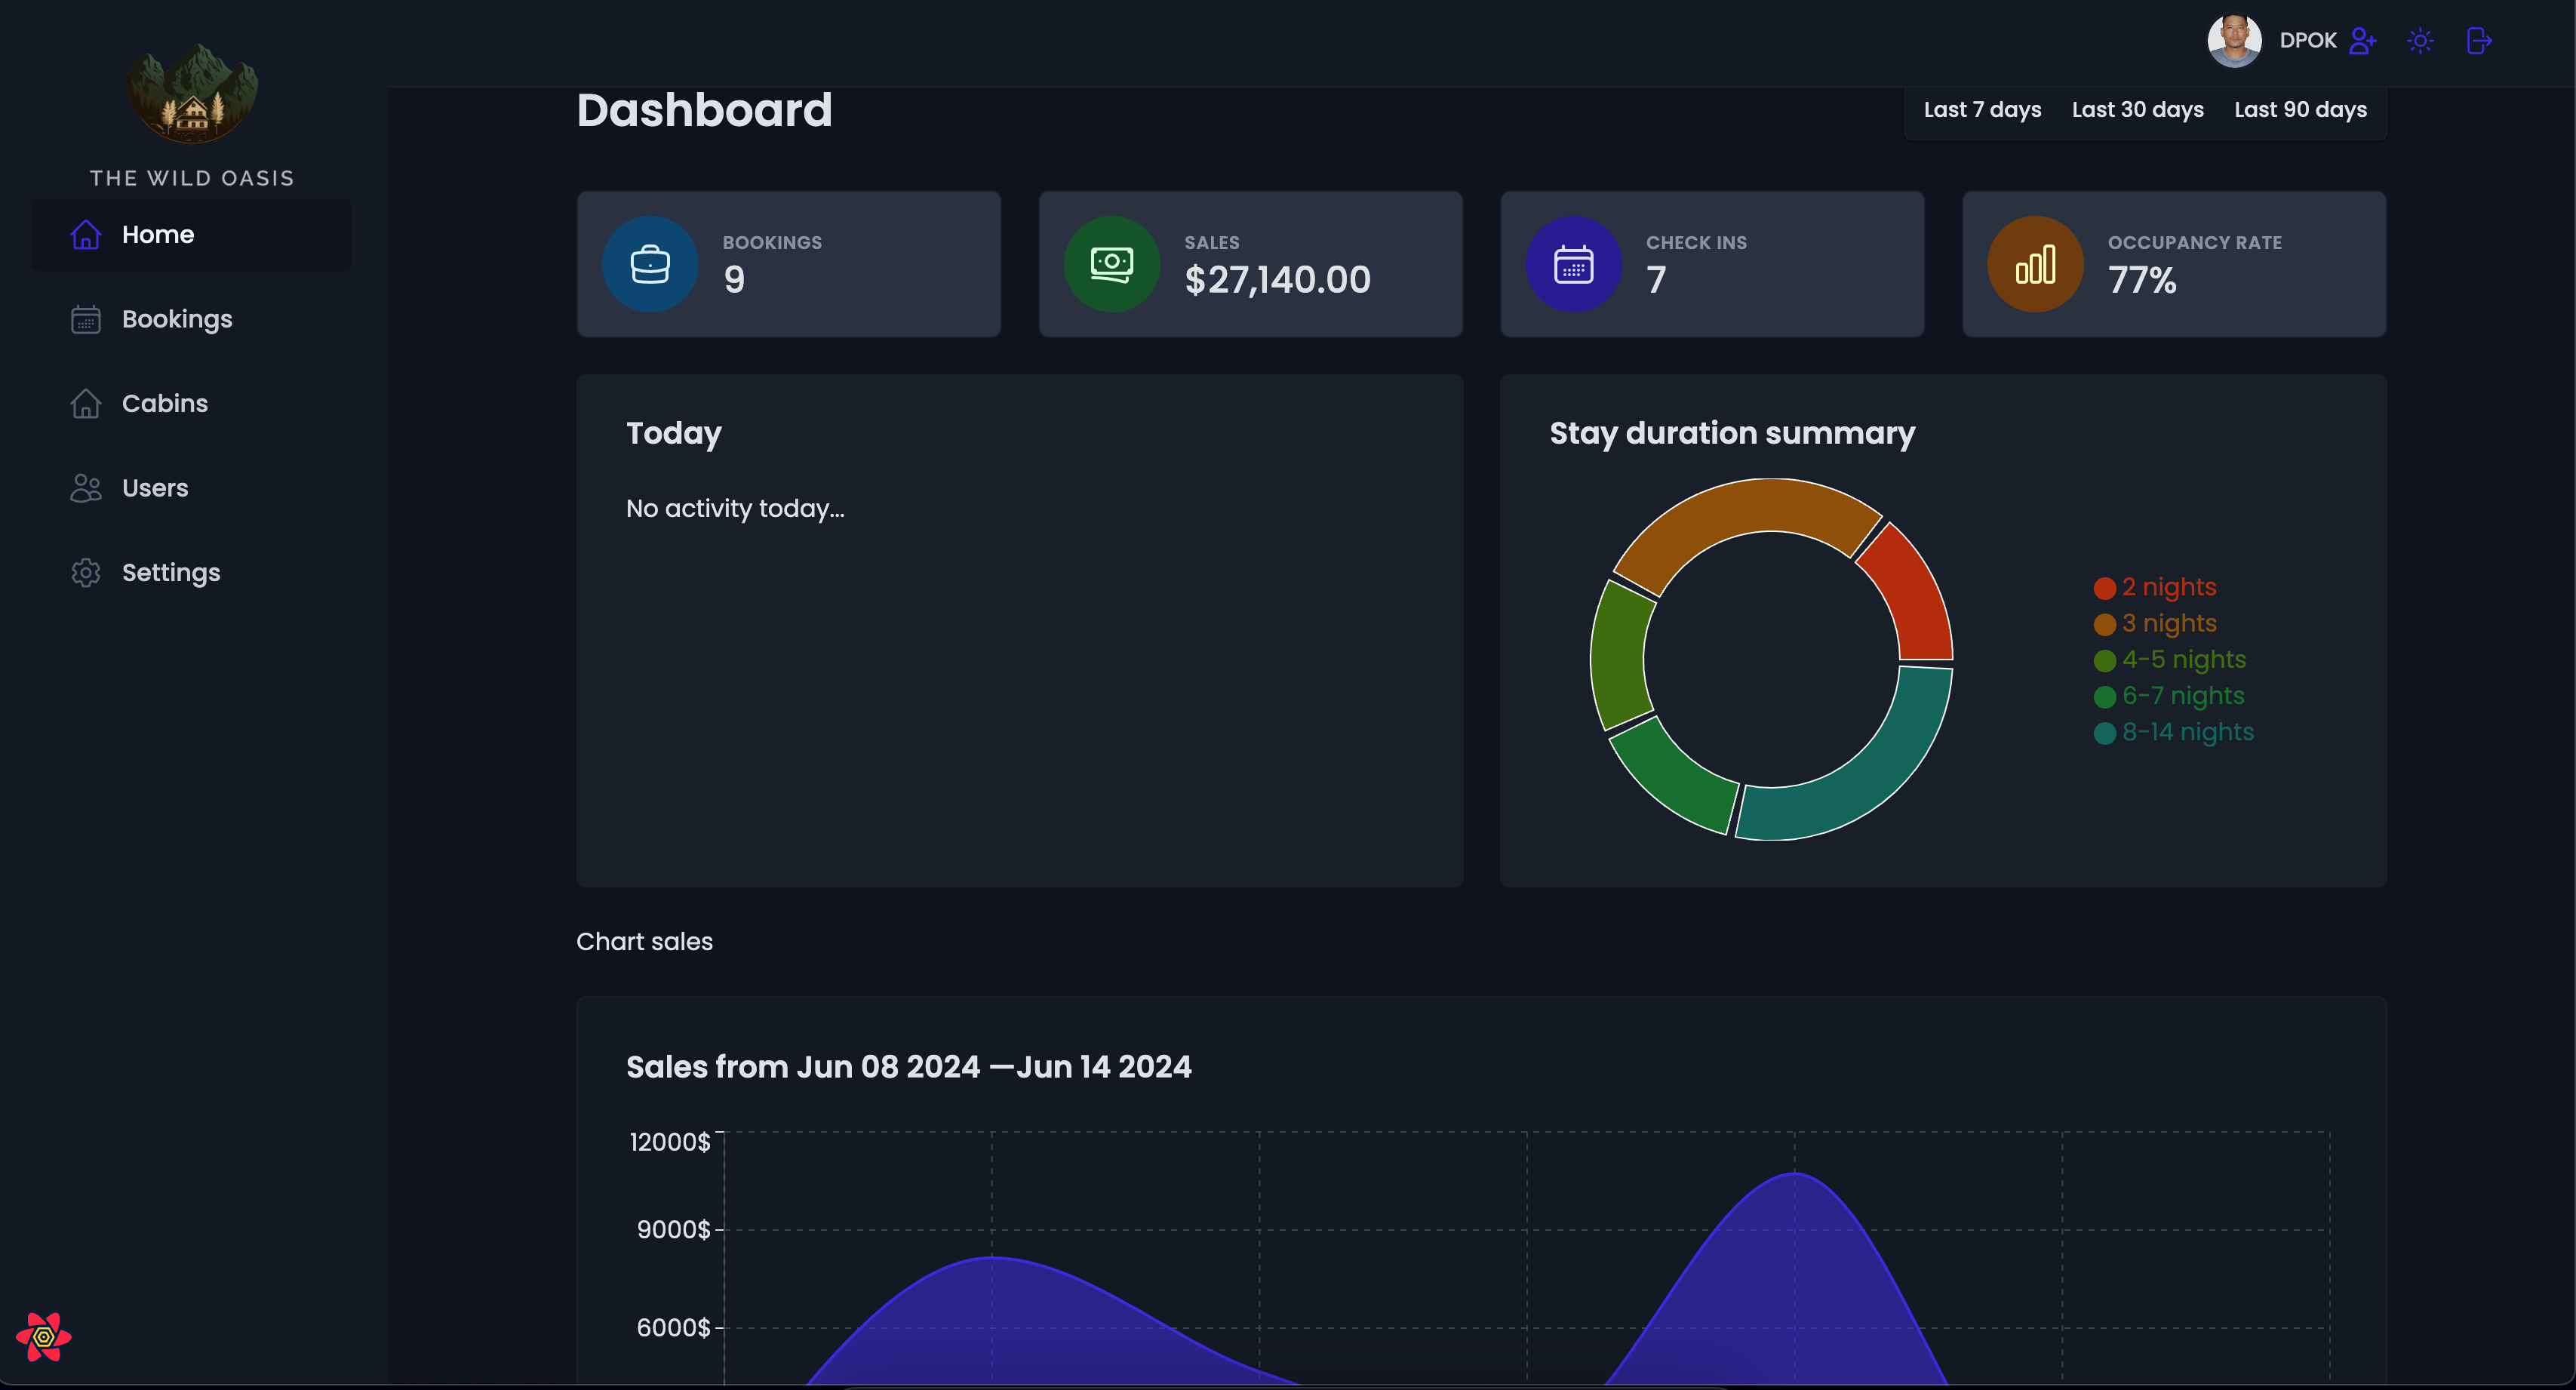 DPOK
THE WILD OASIS
Home
Bookings
Cabins
Users
Settings
Dashboard
Last 7 days Last 30 days Last 90 days
BOOKINGS
9
SALES
$27,140.00
CHECK INS
7
OCCUPANCY RATE
77%
Today
No activity today...
Stay duration summary
2 nights
3 nights
4-5 nights
6-7 nights
8-14 nights
Chart sales
Sales from Jun 08 2024 —Jun 14 2024
12000$
9000$
6000$